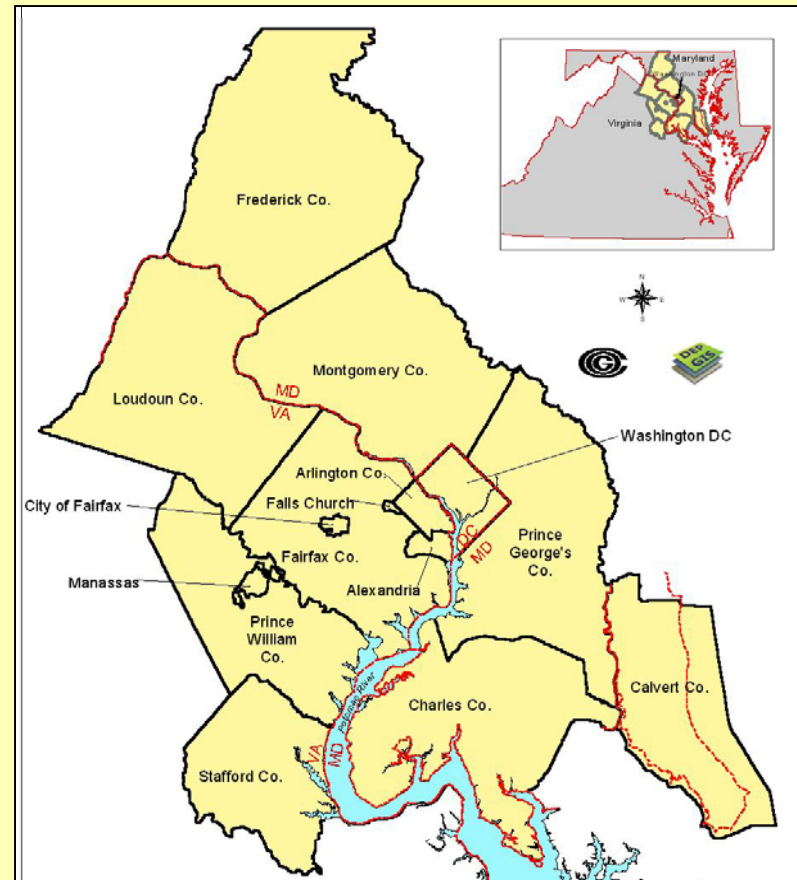 Maryland
Washington DC
Virginia
Frederick Co.
N
W E
S
DEP
GIS
Montgomery Co.
Loudoun Co.
MD
VA
Washington DC
Arlington Co.
Falls Church
City of Fairfax
DC
MD
Prince
George's
Co.
Fairfax Co.
Manassas
Alexandria
Prince
William
Co.
Calvert Co.
Potomac River
Charles Co.
VA
MD
Stafford Co.